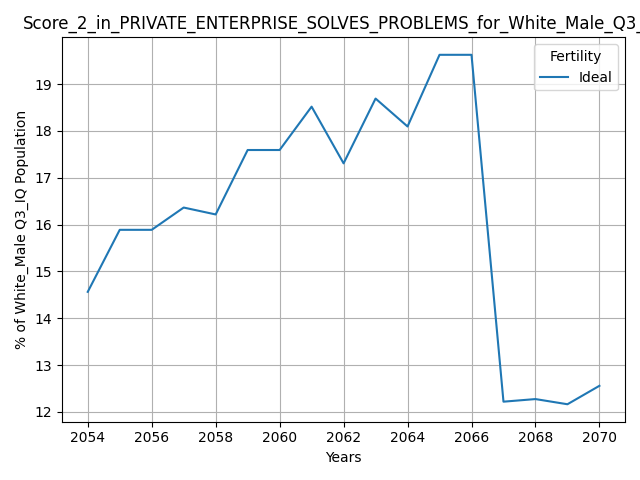 Score_2_in_PRIVATE_ENTERPRISE_SOLVES_PROBLEMS_for_White_Male_Q3_
Fertility
Ideal
% of White_Male Q3_IQ Population
19
18
17
16
15
14
13
12
2054 2056 2058 2060 2062 2064 2066 2068 2070
Years